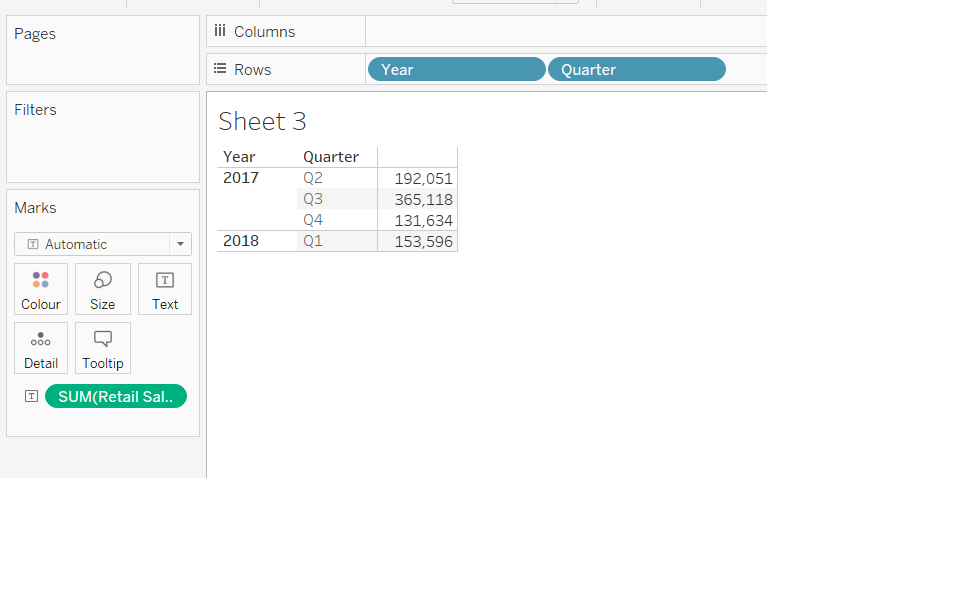 Pages
Columns
Rows Year Quarter
Filters
Sheet 3
Year Quarter
2017 Q2 192,051
Q3 365,118
Q4 131,634
2018 Q1 153,596
Marks
T Automatic
Colour Size T Text
Detail Tooltip
T SUM(Retail Sal..